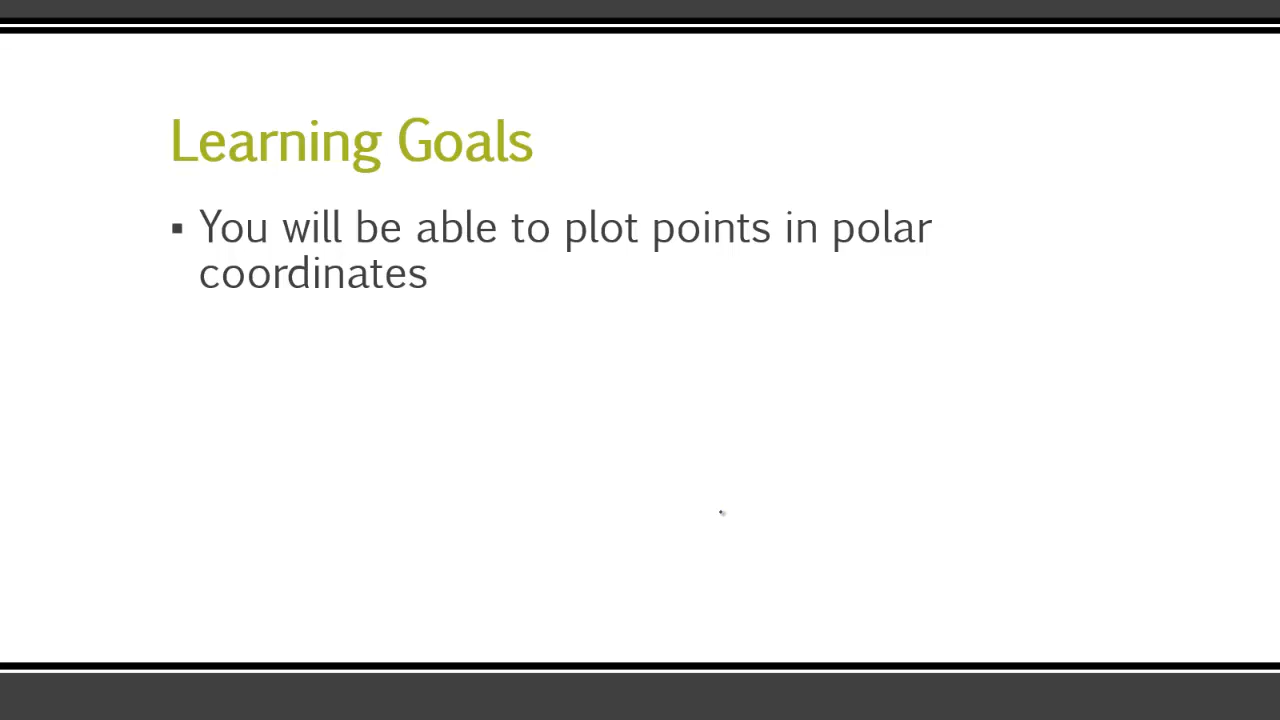 Learning Goals
▪ You will be able to plot points in polar
coordinates